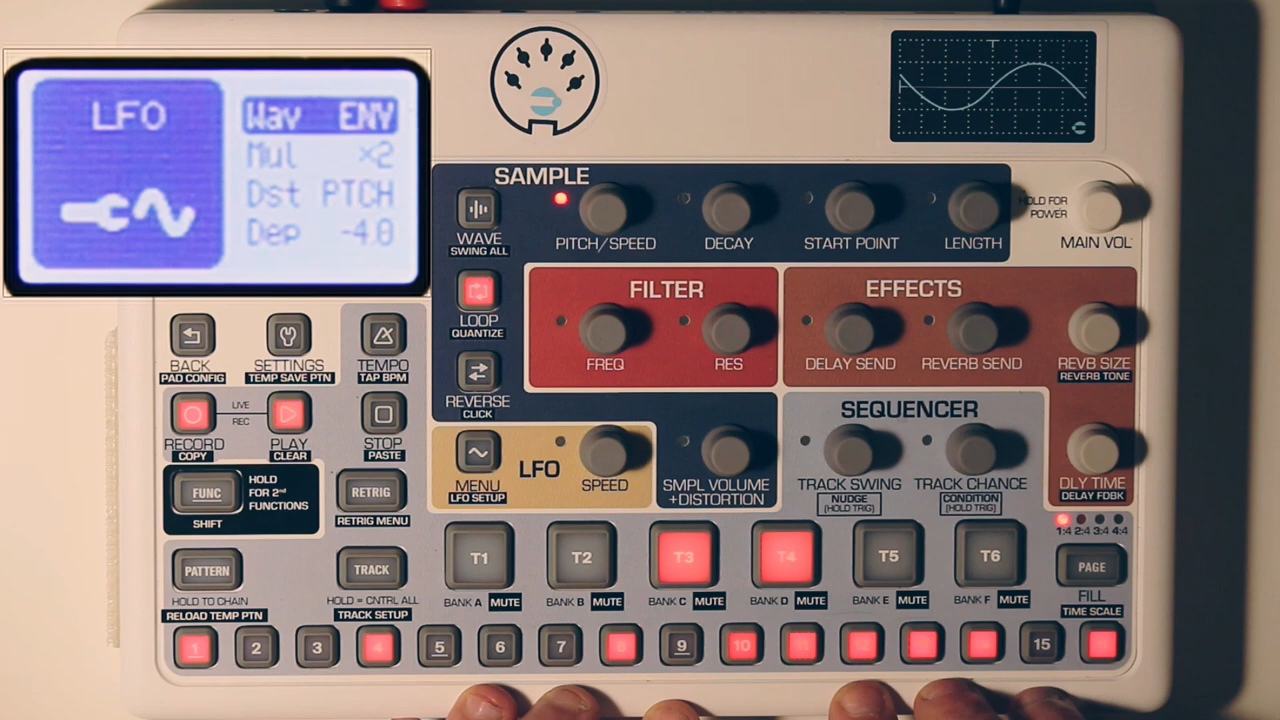 LFO
Wav ENV
Mul ×2
Dst PTCH
Dep -4.0
SAMPLE
WAVE
SWING ALL
PITCH/SPEED
DECAY
START POINT
LENGTH
HOLD FOR
POWER
MAIN VOL
LOOP
QUANTIZE
FILTER
FREQ
RES
EFFECTS
DELAY SEND
REVERB SEND
REVB SIZE
REVERB TONE
BACK
PAD CONFIG
SETTINGS
TEMP SAVE PTN
TEMPO
TAP BPM
REVERSE
CLICK
RECORD
COPY
LIVE
REC
PLAY
CLEAR
STOP
PASTE
MENU
LFO SETUP
LFO
SPEED
SMPL VOLUME
+DISTORTION
SEQUENCER
TRACK SWING
NUDGE
(HOLD TRIG)
TRACK CHANCE
CONDITION
(HOLD TRIG)
DLY TIME
DELAY FDBK
FUNC
SHIFT
HOLD
FOR 2nd
FUNCTIONS
RETRIG
RETRIG MENU
1:4 2:4 3:4 4:4
PATTERN
HOLD TO CHAIN
RELOAD TEMP PTN
TRACK
HOLD = CNTRL ALL
TRACK SETUP
T1
BANK A MUTE
T2
BANK B MUTE
T3
BANK C MUTE
T4
BANK D MUTE
T5
BANK E MUTE
T6
BANK F MUTE
PAGE
FILL
TIME SCALE
1 2 3 4 5 6 7 8 9 10 11 12 14 15